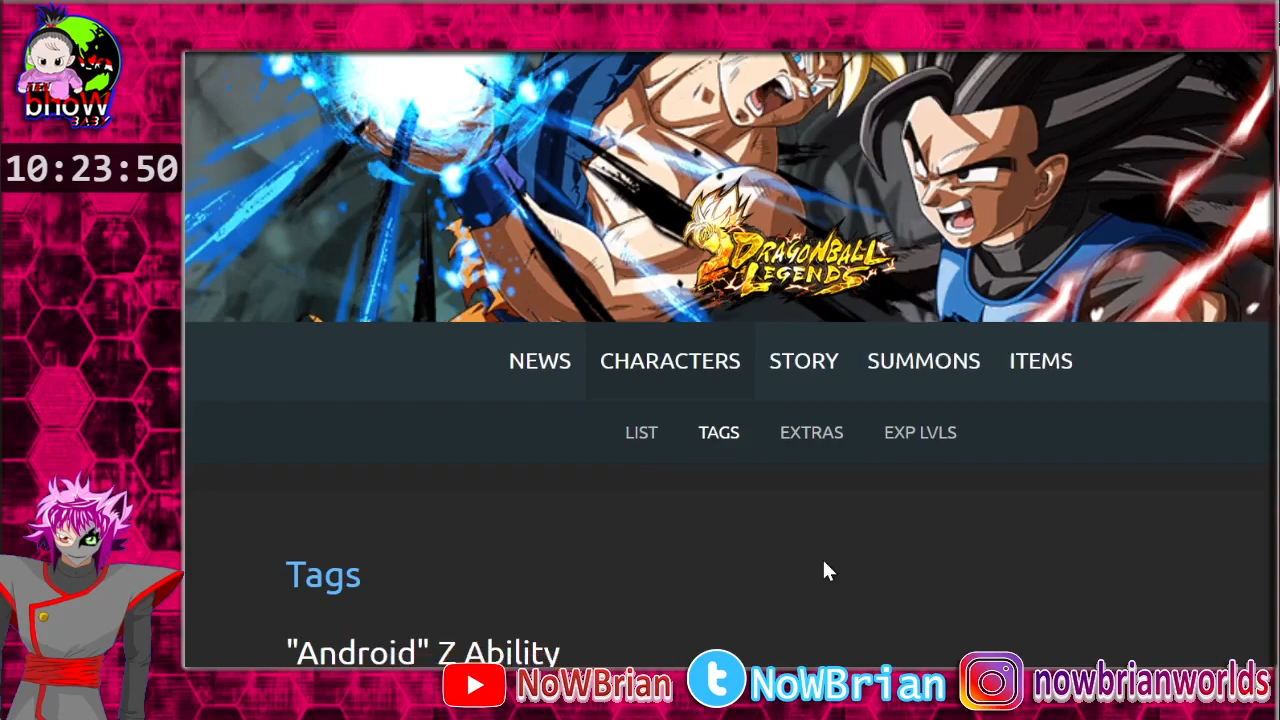 bhoW
BABY
10:23:50
DRAGONBALL
LEGENDS
NEWS CHARACTERS STORY SUMMONS ITEMS
LIST TAGS EXTRAS EXP LVLS
Tags
"Android" Z Ability
NoWBrian NoWBrian nowbrianworlds